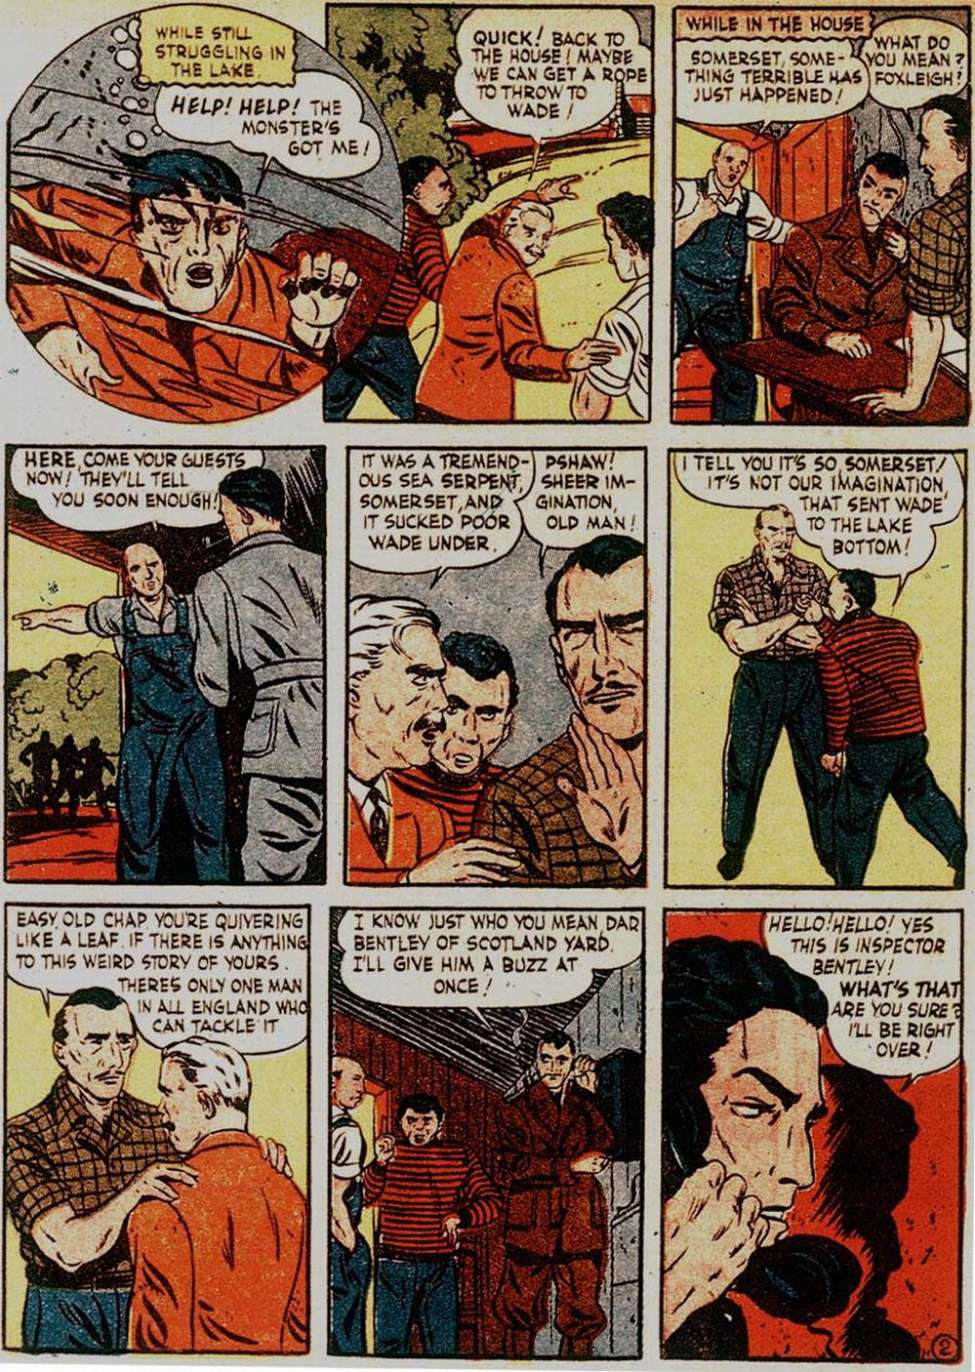 WHILE STILL
STRUGGLING IN
THE LAKE.
HELP! HELP! THE
MONSTER'S
GOT ME!
QUICK! BACK TO
THE HOUSE! MAYBE
WE CAN GET A ROPE
TO THROW TO
WADE!
WHILE IN THE HOUSE
SOMERSET, SOME-
THING TERRIBLE HAS
JUST HAPPENED!
WHAT DO
YOU MEAN?
FOXLEIGH?
HERE, COME YOUR GUESTS
NOW! THEY'LL TELL
YOU SOON ENOUGH!
IT WAS A TREMEND-
OUS SEA SERPENT,
SOMERSET, AND
IT SUCKED POOR
WADE UNDER.
PSHAW!
SHEER IM-
GINATION,
OLD MAN!
I TELL YOU IT'S SO, SOMERSET!
IT'S NOT OUR IMAGINATION
THAT SENT WADE
TO THE LAKE
BOTTOM!
EASY, OLD CHAP. YOU'RE QUIVERING
LIKE A LEAF. IF THERE IS ANYTHING
TO THIS WEIRD STORY OF YOURS.
THERES ONLY ONE MAN
IN ALL ENGLAND WHO
CAN TACKLE IT
I KNOW JUST WHO YOU MEAN, DAD
BENTLEY OF SCOTLAND YARD.
I'LL GIVE HIM A BUZZ AT
ONCE!
HELLO! HELLO! YES
THIS IS INSPECTOR
BENTLEY!
WHAT'S THAT
ARE YOU SURE?
I'LL BE RIGHT
OVER!
2